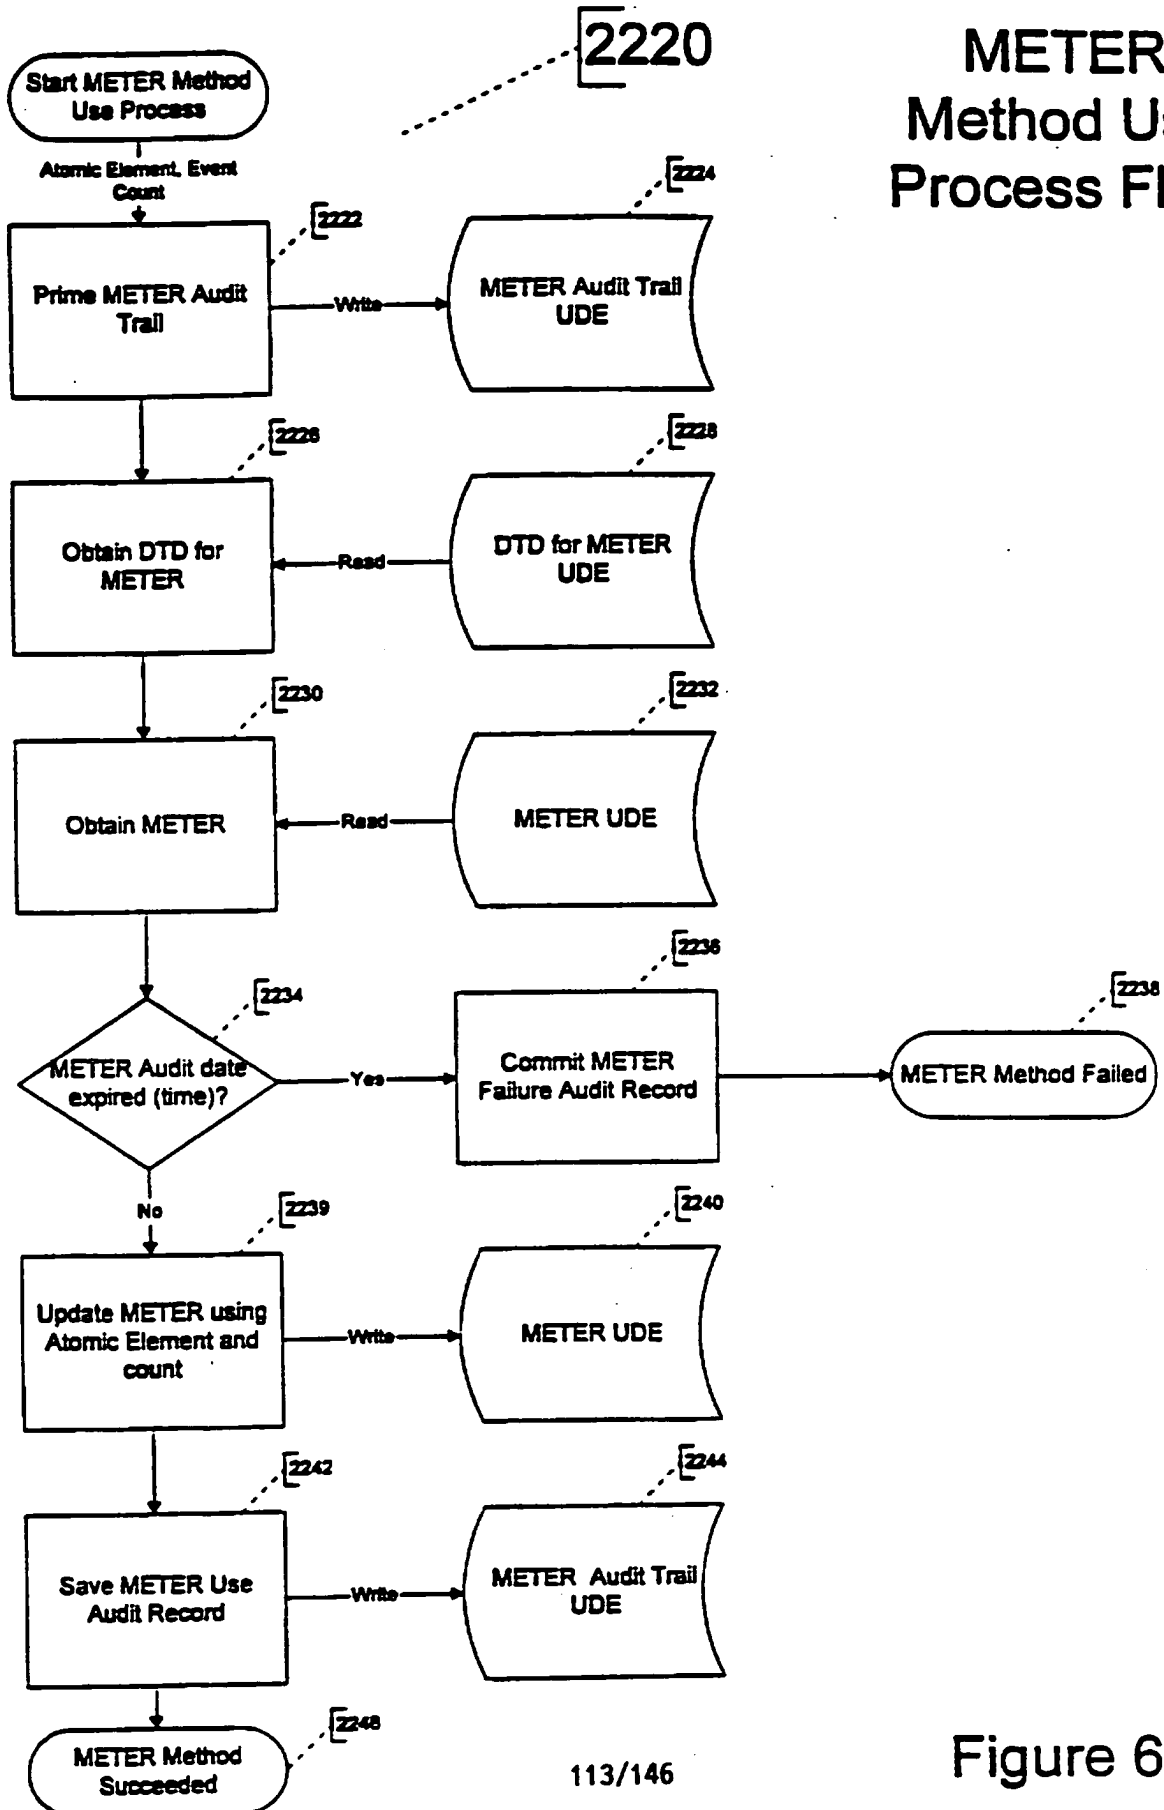 2220
METER
Method Us
Process Fl
Start METER Method
Use Process
Atomic Element, Event
Count
2222
2224
Prime METER Audit
Trail
Write
METER Audit Trail
UDE
2226
2228
Obtain DTD for
METER
Read
DTD for METER
UDE
2230
2232
Obtain METER
Read
METER UDE
2234
2236
2238
METER Audit date
expired (time)?
Yes
Commit METER
Failure Audit Record
METER Method Failed
No
2239
2240
Update METER using
Atomic Element and
count
Write
METER UDE
2242
2244
Save METER Use
Audit Record
Write
METER Audit Trail
UDE
2246
METER Method
Succeeded
113/146
Figure 6